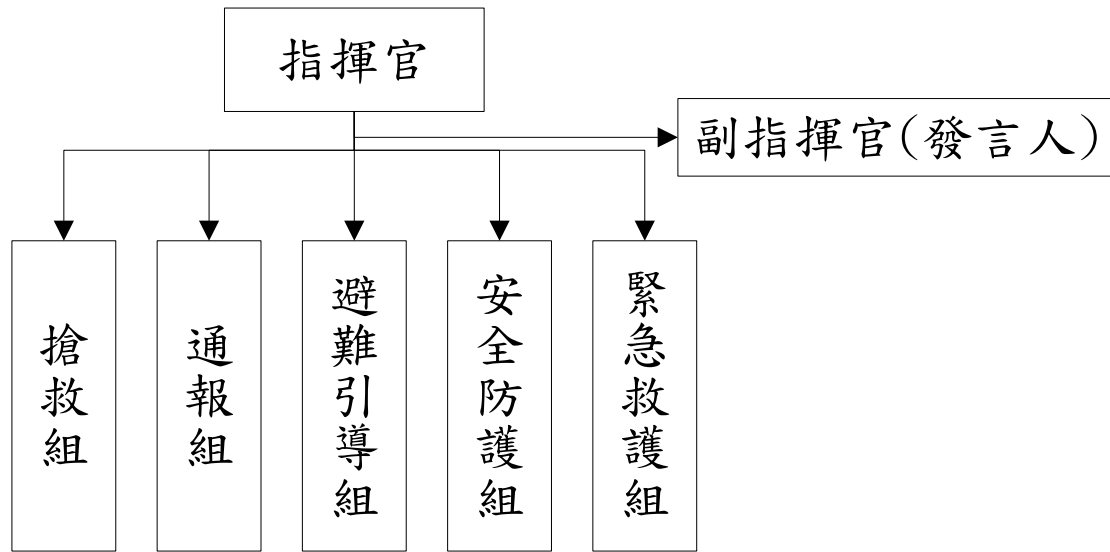 指揮官
副指揮官(發言人)
搶救組
通報組
避難引導組
安全防護組
緊急救護組